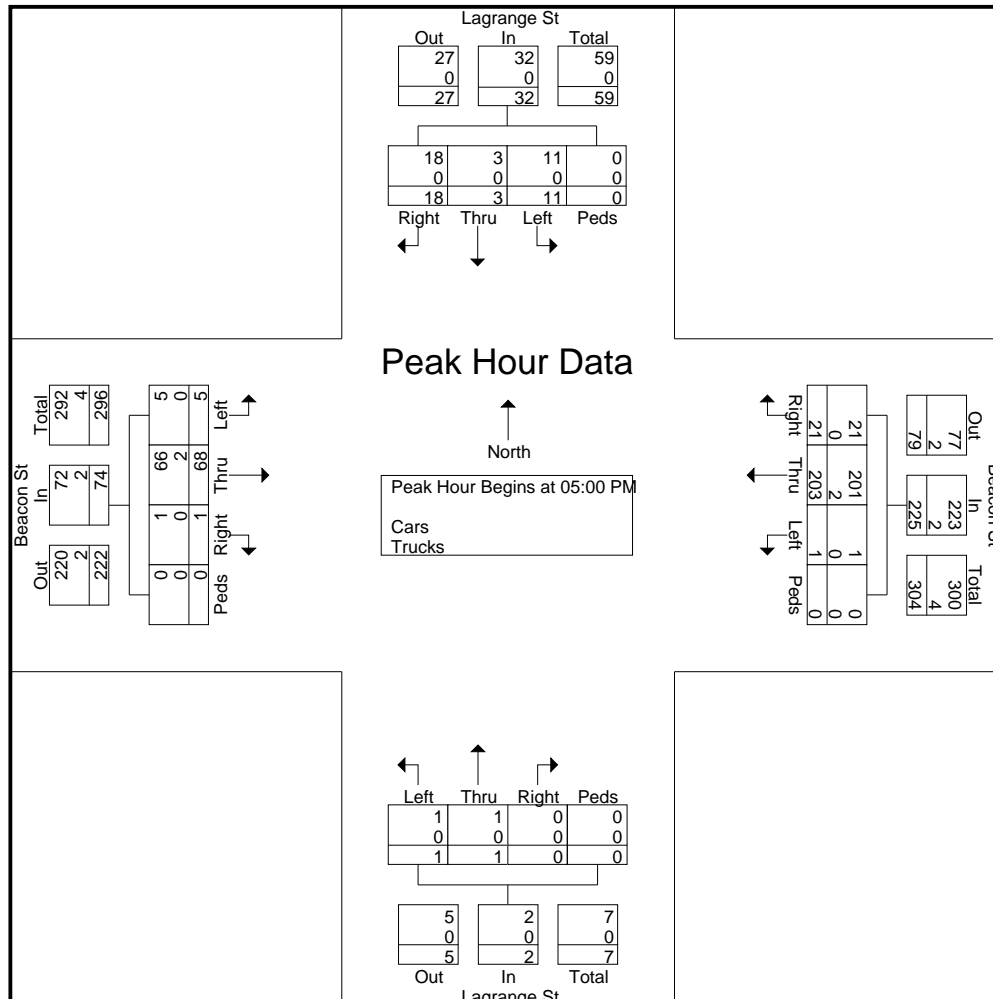 Lagrange St
Out In Total
27 32 59
0 0 0
27 32 59
18 3 11 0
0 0 0 0
18 3 11 0
Right Thru Left Peds
Peak Hour Data
North
Peak Hour Begins at 05:00 PM
Cars
Trucks
Beacon St
Total In Out
292 72 220
4 2 2
296 74 222
5 66 1 0
0 2 0 0
5 68 1 0
Left Thru Right Peds
Beacon St
Out In Total
77 223 300
2 2 4
79 225 304
21 201 1 0
0 2 0 0
21 203 1 0
Right Thru Left Peds
Left Thru Right Peds
1 1 0 0
0 0 0 0
1 1 0 0
5 2 7
0 0 0
5 2 7
Out In Total
Lagrange St